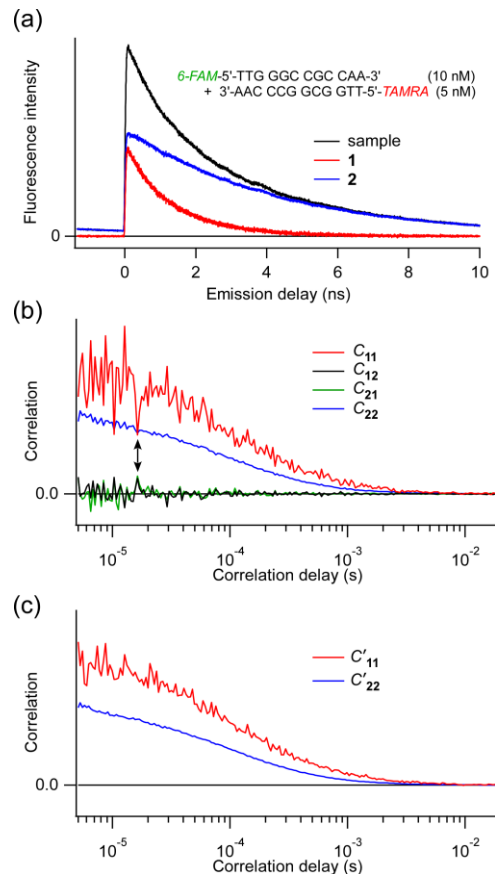 (a)
Fluorescence intensity
6-FAM-5'-TTG GGC CGC CAA-3' (10 nM)
+ 3'-AAC CCG GCG GTT-5'-TAMRA (5 nM)
sample
1
2
0
0 2 4 6 8 10
Emission delay (ns)
(b)
Correlation
C11
C12
C21
C22
0.0
10-5 10-4 10-3 10-2
Correlation delay (s)
(c)
Correlation
C'11
C'22
0.0
10-5 10-4 10-3 10-2
Correlation delay (s)